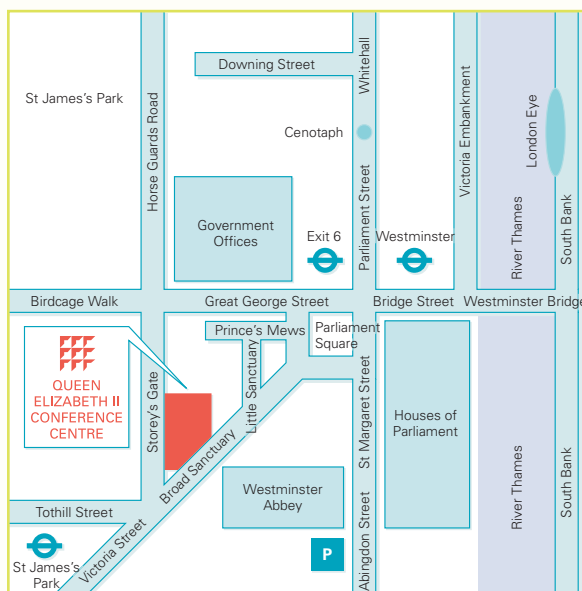 Downing Street
Whitehall
St James's Park
Horse Guards Road
Cenotaph
Victoria Embankment
London Eye
Parliament Street
Government
Offices
Exit 6
Westminster
River Thames
South Bank
Birdcage Walk
Great George Street
Bridge Street
Westminster Bridge
Prince's Mews
Parliament
Square
QUEEN
ELIZABETH II
CONFERENCE
CENTRE
Storey's Gate
Little Sanctuary
St Margaret Street
Houses of
Parliament
Broad Sanctuary
Westminster
Abbey
Tothill Street
Victoria Street
Abingdon Street
River Thames
South Bank
P
St James's
Park